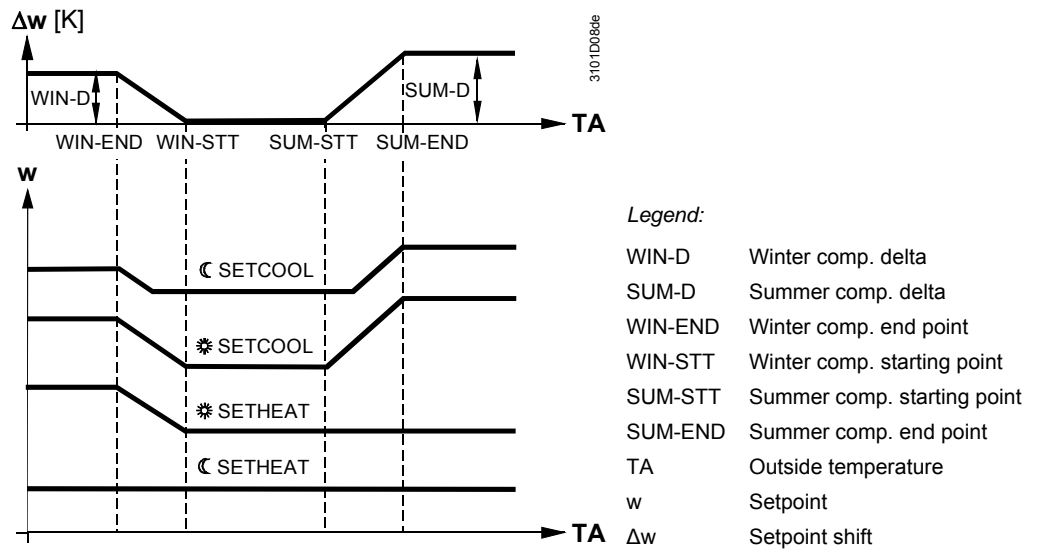 Δw [K]
3101D08de
WIN-D
SUM-D
TA
WIN-END WIN-STT SUM-STT SUM-END
w
☾ SETCOOL
☼ SETCOOL
☼ SETHEAT
☾ SETHEAT
TA
Legend:
WIN-D Winter comp. delta
SUM-D Summer comp. delta
WIN-END Winter comp. end point
WIN-STT Winter comp. starting point
SUM-STT Summer comp. starting point
SUM-END Summer comp. end point
TA Outside temperature
w Setpoint
Δw Setpoint shift